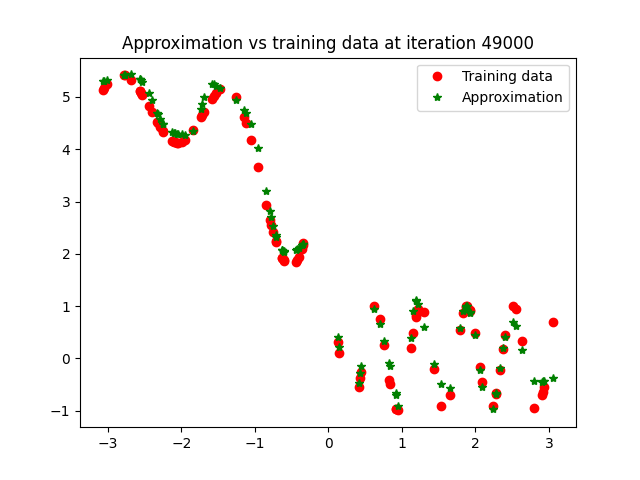 Approximation vs training data at iteration 49000
Training data
Approximation
5
4
3
2
1
0
−1
−3 −2 −1 0 1 2 3